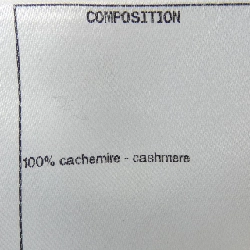 COMPOSITION
100% cachemire - cashmere